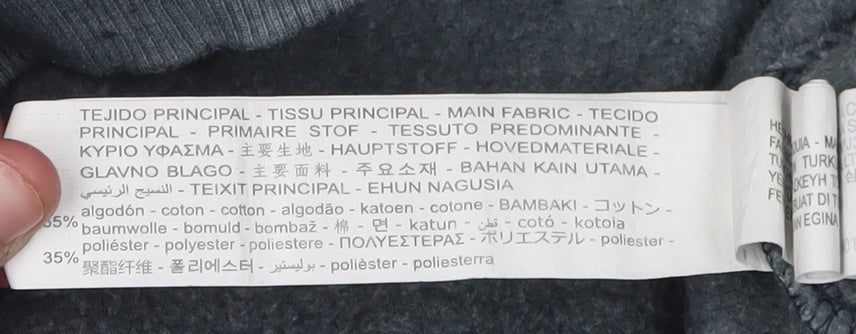 TEJIDO PRINCIPAL - TISSU PRINCIPAL - MAIN FABRIC - TECIDO
PRINCIPAL - PRIMAIRE STOF - TESSUTO PREDOMINANTE -
ΚΥΡΙΟ ΥΦΑΣΜΑ - 主要生地 - HAUPTSTOFF - HOVEDMATERIALE -
GLAVNO BLAGO - 主要面料 - 주요소재 - BAHAN KAIN UTAMA -
النسيج الرئيسي - TEIXIT PRINCIPAL - EHUN NAGUSIA
algodón - coton - cotton - algodão - katoen - cotone - ΒΑΜΒΑΚΙ - コットン -
baumwolle - bomuld - bombaž - 棉 - 면 - katun - قطن - cotó - kotoia
poliéster - polyester - poliestere - ΠΟΛΥΕΣΤΕΡΑΣ - ポリエステル - poliester -
35% 聚酯纤维 - 폴리에스터 - بوليستير - polièster - poliesterra